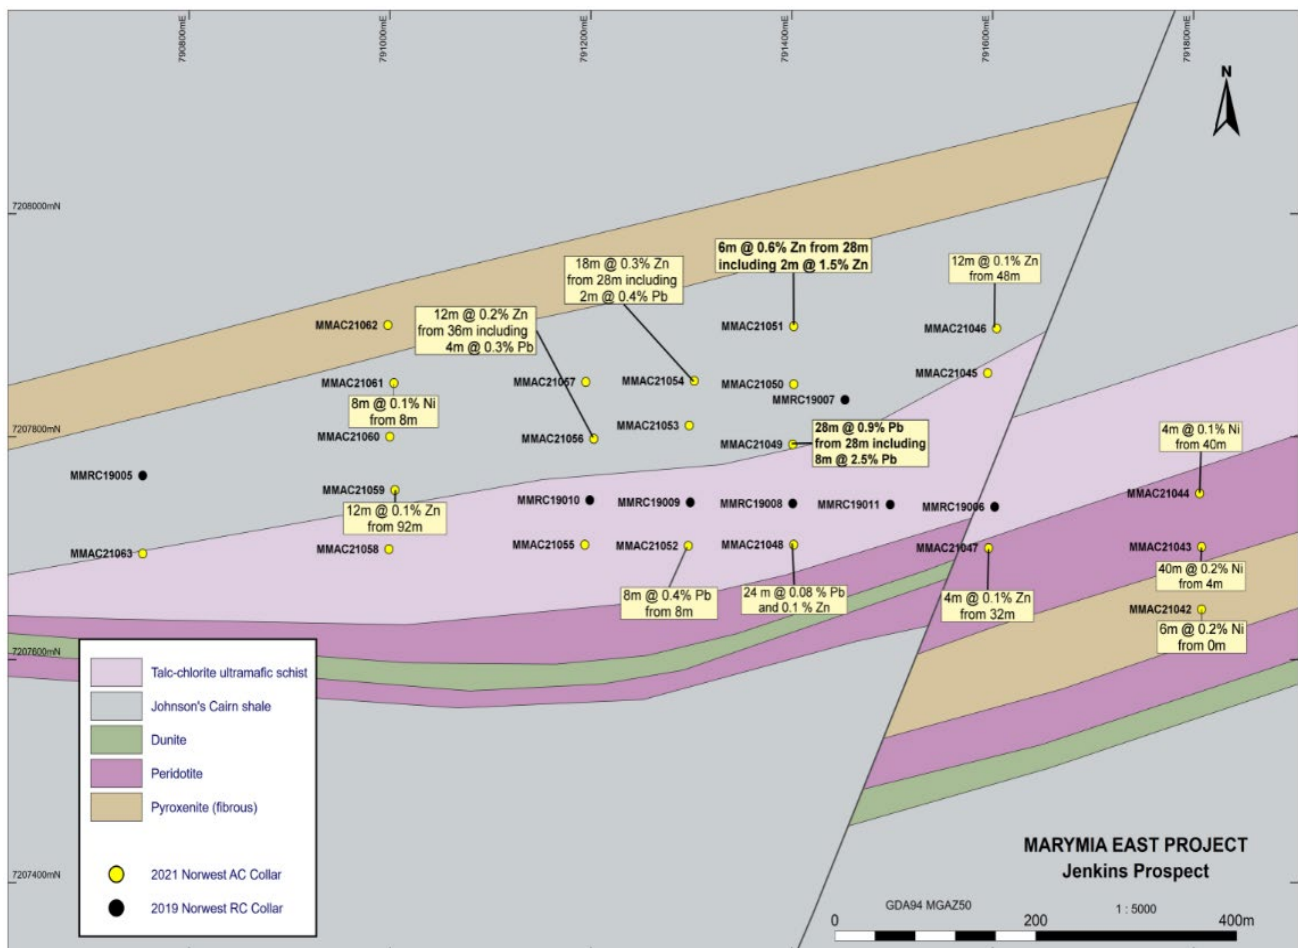 790800mE
791000mE
791200mE
791400mE
791600mE
791800mE
N
7208000mN
6m @ 0.6% Zn from 28m
including 2m @ 1.5% Zn
18m @ 0.3% Zn
from 28m including
2m @ 0.4% Pb
12m @ 0.1% Zn
from 48m
12m @ 0.2% Zn
from 36m including
4m @ 0.3% Pb
MMAC21062
MMAC21051
MMAC21046
MMAC21061
MMAC21057
MMAC21054
MMAC21050
MMAC21045
8m @ 0.1% Ni
from 8m
MMRC19007
7207800mN
MMAC21060
MMAC21056
MMAC21053
MMAC21049
28m @ 0.9% Pb
from 28m including
8m @ 2.5% Pb
4m @ 0.1% Ni
from 40m
MMRC19005
MMAC21059
12m @ 0.1% Zn
from 92m
MMRC19010
MMRC19009
MMRC19008
MMRC19011
MMRC19006
MMAC21044
MMAC21063
MMAC21058
MMAC21055
MMAC21052
MMAC21048
MMAC21047
MMAC21043
8m @ 0.4% Pb
from 8m
24 m @ 0.08 % Pb
and 0.1 % Zn
4m @ 0.1% Zn
from 32m
40m @ 0.2% Ni
from 4m
MMAC21042
6m @ 0.2% Ni
from 0m
7207600mN
Talc-chlorite ultramafic schist
Johnson's Cairn shale
Dunite
Peridotite
Pyroxenite (fibrous)
2021 Norwest AC Collar
2019 Norwest RC Collar
7207400mN
MARYMIA EAST PROJECT
Jenkins Prospect
GDA94 MGAZ50
1 : 5000
0
200
400m